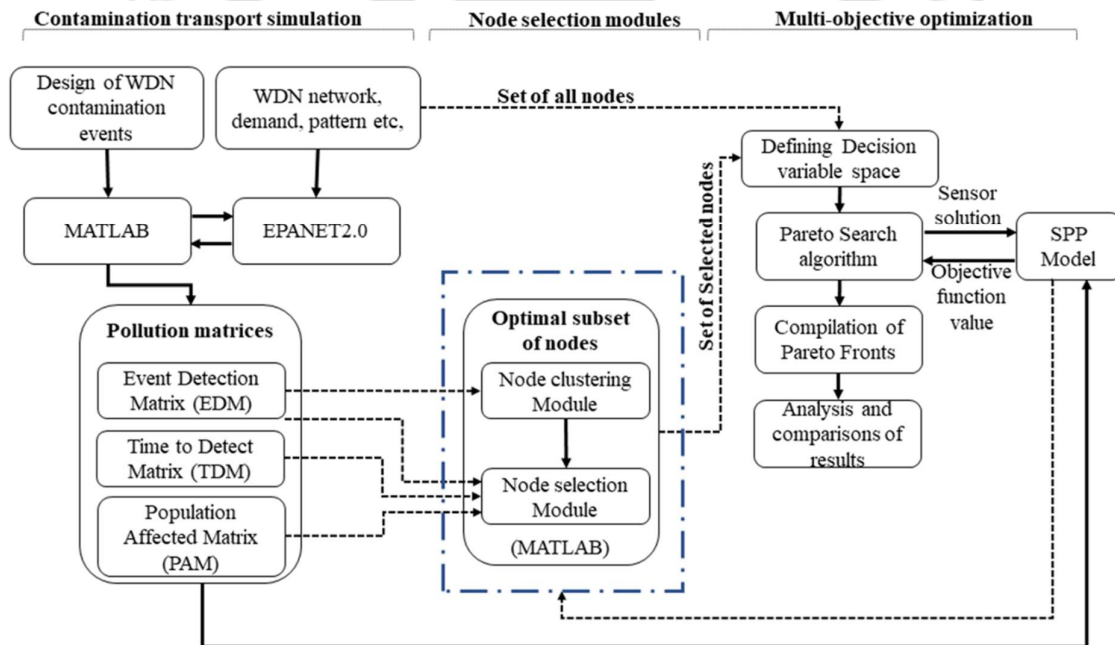 Contamination transport simulation
Node selection modules
Multi-objective optimization
Design of WDN
contamination
events
WDN network,
demand, pattern etc,
Set of all nodes
MATLAB
EPANET2.0
Pollution matrices
Event Detection
Matrix (EDM)
Time to Detect
Matrix (TDM)
Population
Affected Matrix
(PAM)
Optimal subset
of nodes
Node clustering
Module
Node selection
Module
(MATLAB)
Set of Selected nodes
Defining Decision
variable space
Pareto Search
algorithm
Sensor
solution
SPP
Model
Objective
function
value
Compilation of
Pareto Fronts
Analysis and
comparisons of
results